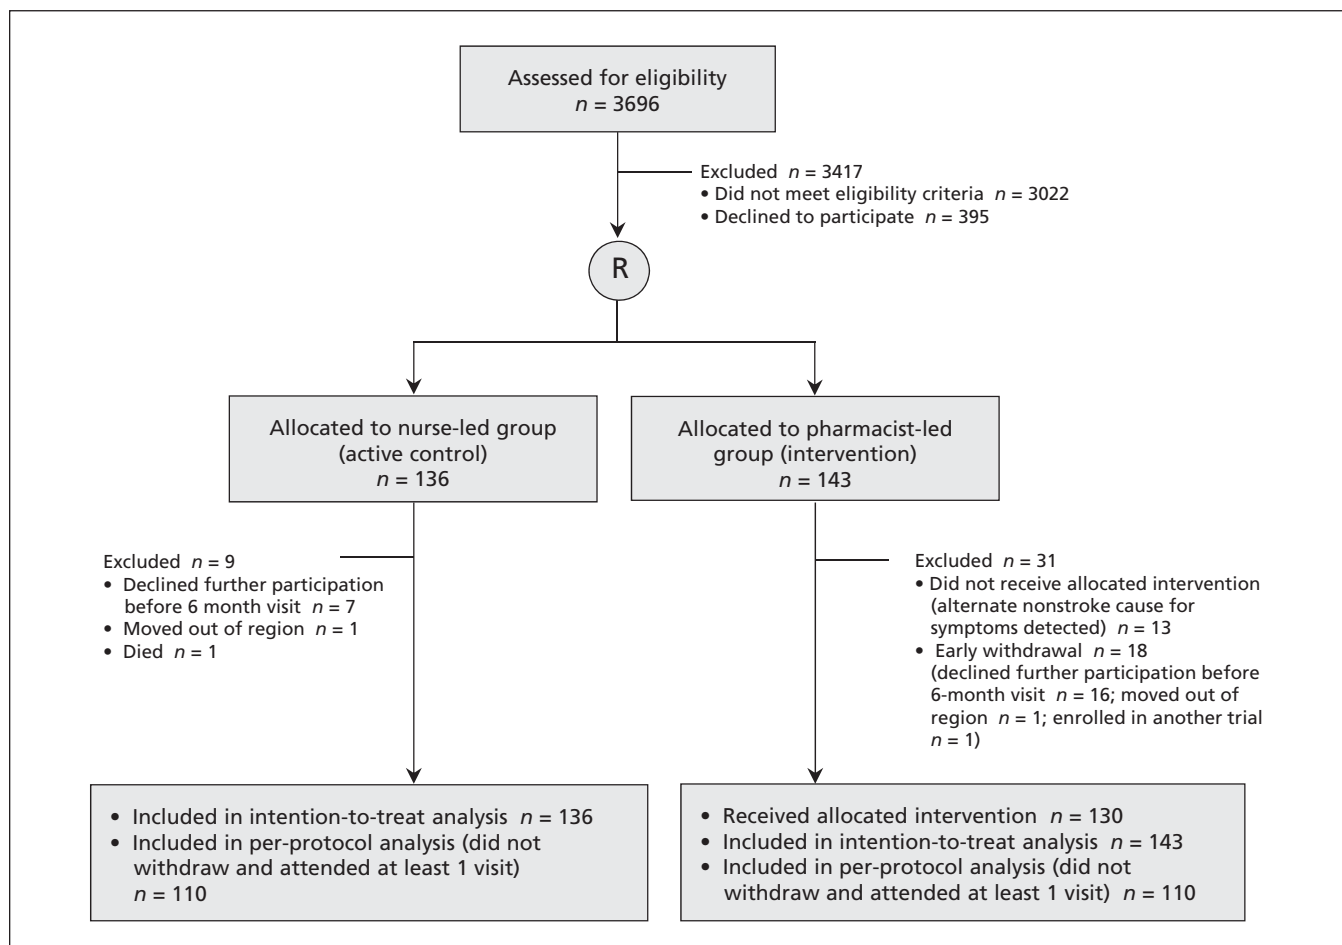 Assessed for eligibility
n = 3696
Excluded n = 3417
• Did not meet eligibility criteria n = 3022
• Declined to participate n = 395
R
Allocated to nurse-led group
(active control)
n = 136
Allocated to pharmacist-led
group (intervention)
n = 143
Excluded n = 9
• Declined further participation
before 6 month visit n = 7
• Moved out of region n = 1
• Died n = 1
Excluded n = 31
• Did not receive allocated intervention
(alternate nonstroke cause for
symptoms detected) n = 13
• Early withdrawal n = 18
(declined further participation before
6-month visit n = 16; moved out of
region n = 1; enrolled in another trial
n = 1)
• Included in intention-to-treat analysis n = 136
• Included in per-protocol analysis (did not
withdraw and attended at least 1 visit)
n = 110
• Received allocated intervention n = 130
• Included in intention-to-treat analysis n = 143
• Included in per-protocol analysis (did not
withdraw and attended at least 1 visit) n = 110